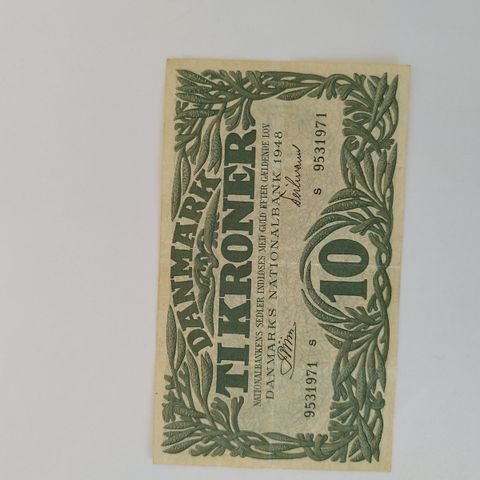 DANMARK
TI KRONER
NATIONALBANKENS SEDLER INDLØSES MED GULD EFTER GÆLDENDE LOV
DANMARKS NATIONALBANK 1948
9531971 S
S 9531971
10